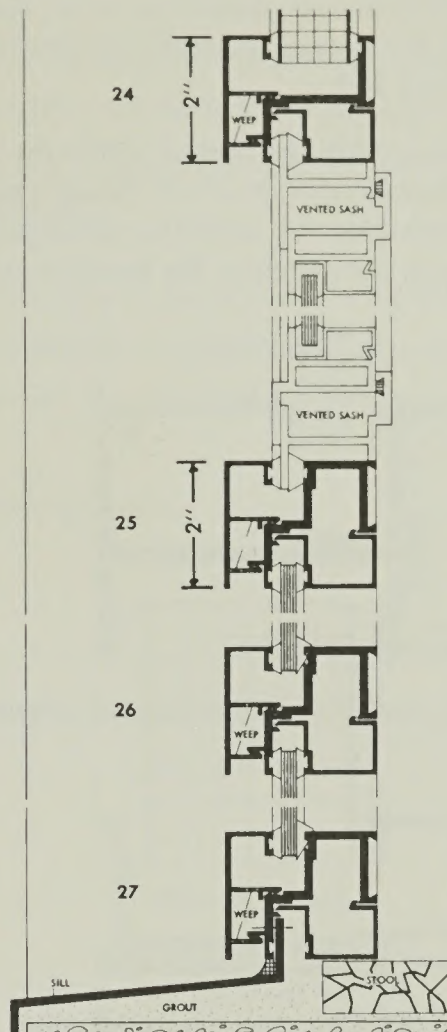 24
2"
WEEP
VENTED SASH
VENTED SASH
25
2"
26
WEEP
27
WEEP
SILL
STOOL
GROUT